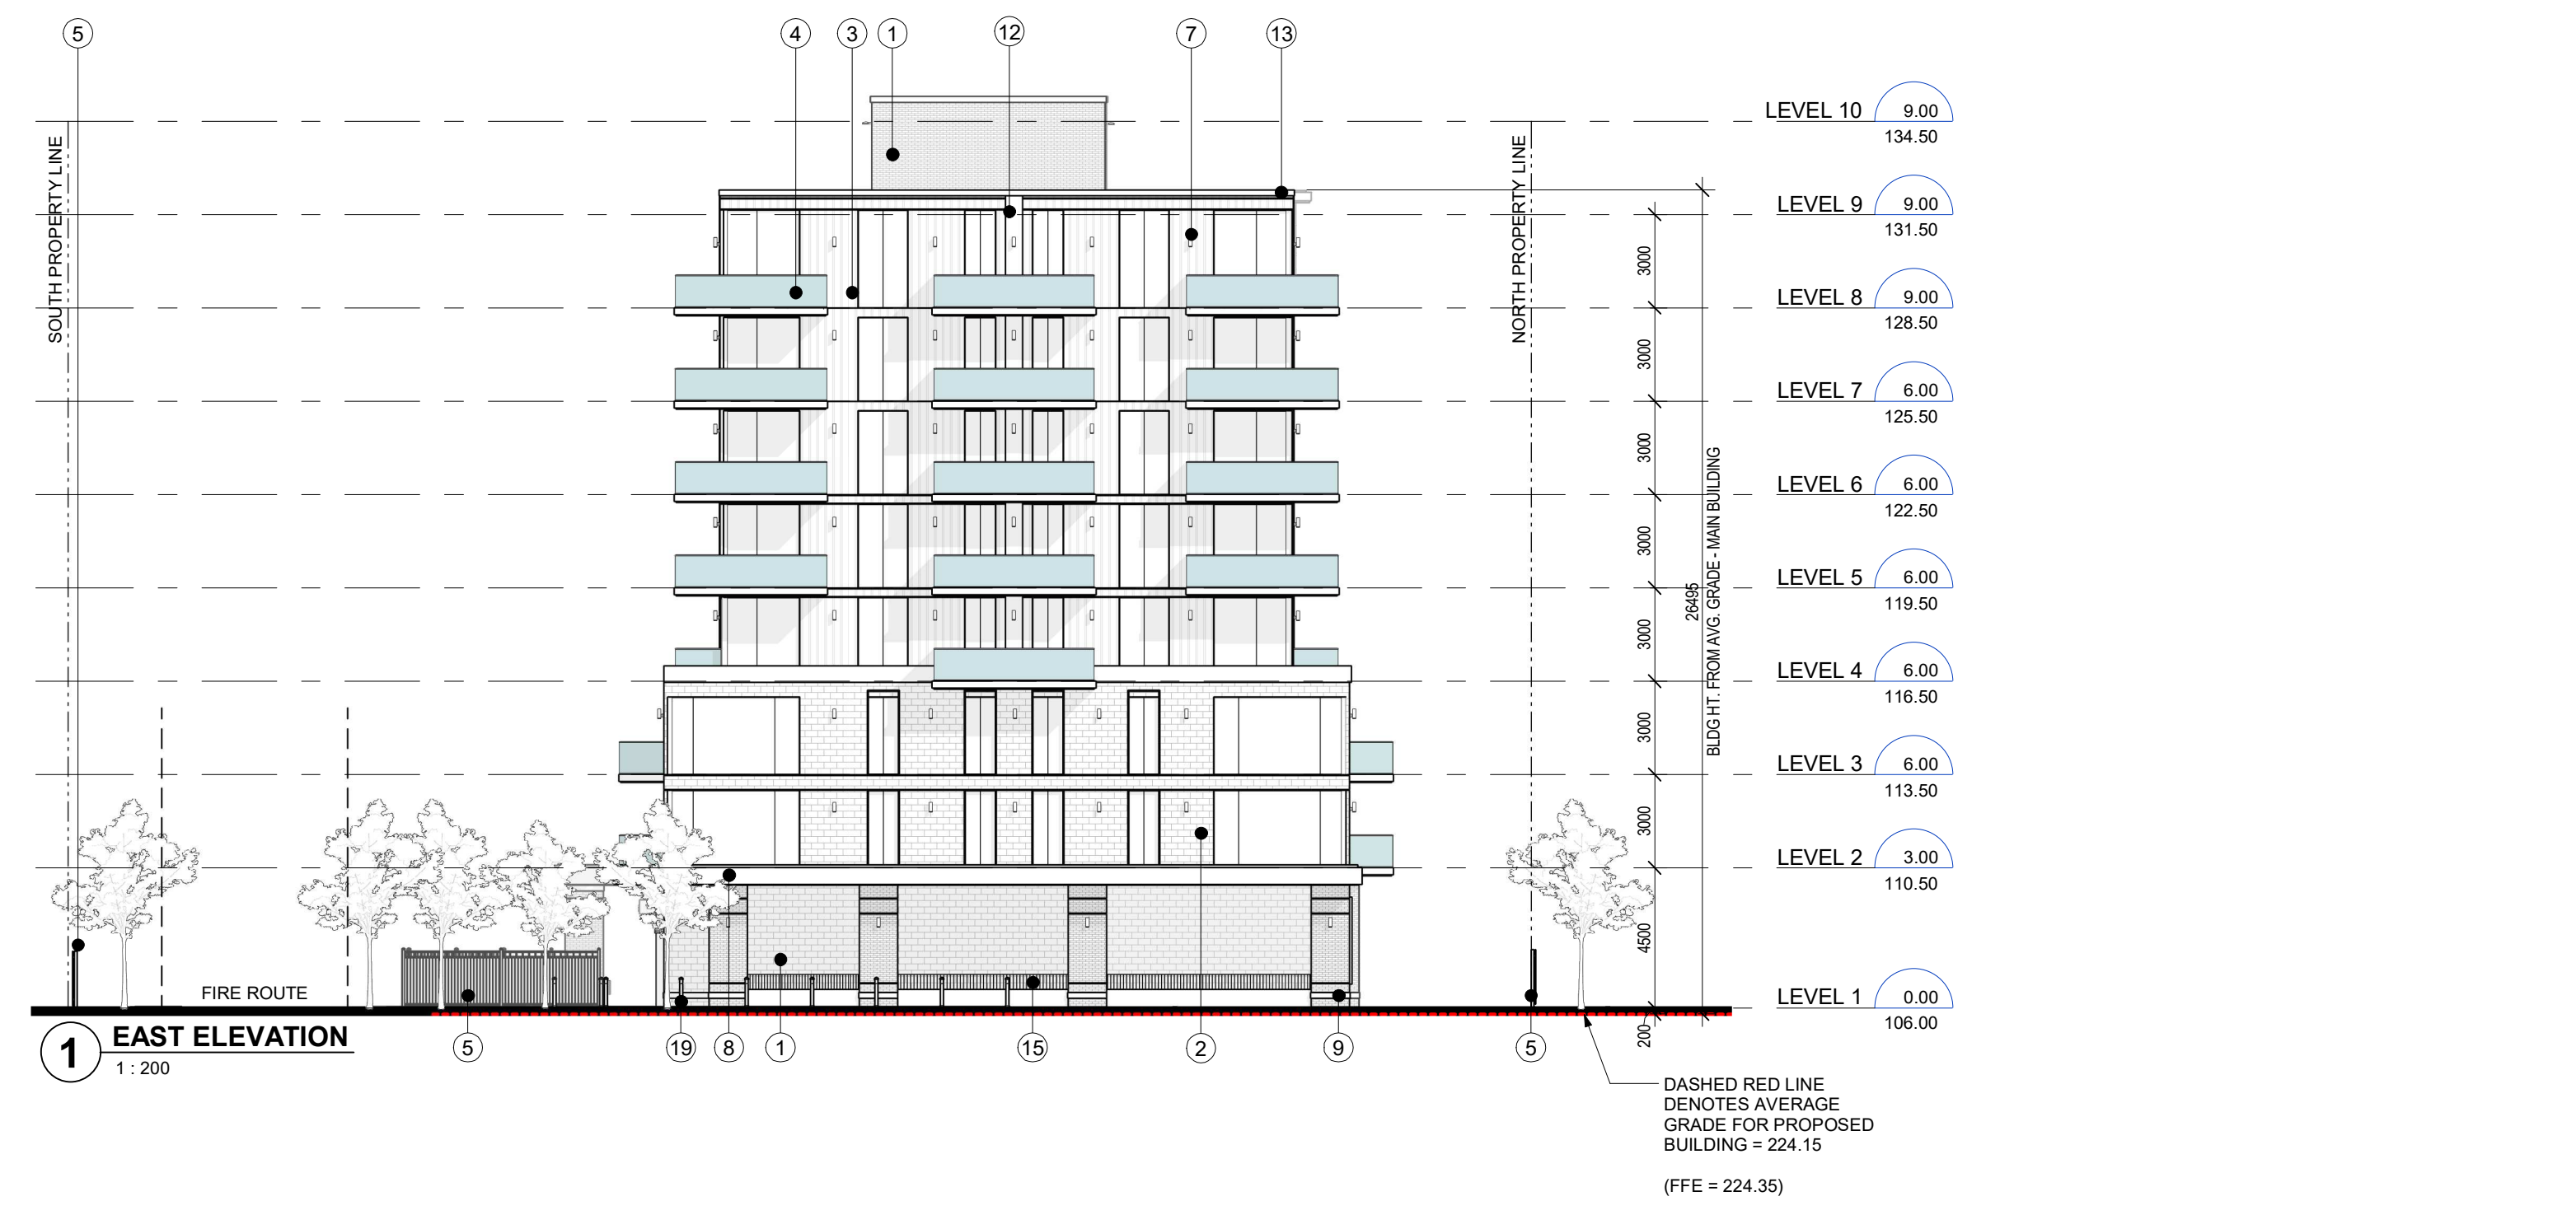 5
4
3
1
12
7
13
SOUTH PROPERTY LINE
NORTH PROPERTY LINE
LEVEL 10 9.00
134.50
LEVEL 9 9.00
131.50
3000
LEVEL 8 9.00
128.50
3000
LEVEL 7 6.00
125.50
3000
LEVEL 6 6.00
122.50
3000
LEVEL 5 6.00
119.50
3000
LEVEL 4 6.00
116.50
3000
LEVEL 3 6.00
113.50
3000
LEVEL 2 3.00
110.50
4500
LEVEL 1 0.00
106.00
200
26495
BLDG HT. FROM AVG. GRADE - MAIN BUILDING
FIRE ROUTE
1 EAST ELEVATION
1 : 200
5
19
8
1
15
2
9
5
DASHED RED LINE
DENOTES AVERAGE
GRADE FOR PROPOSED
BUILDING = 224.15
(FFE = 224.35)